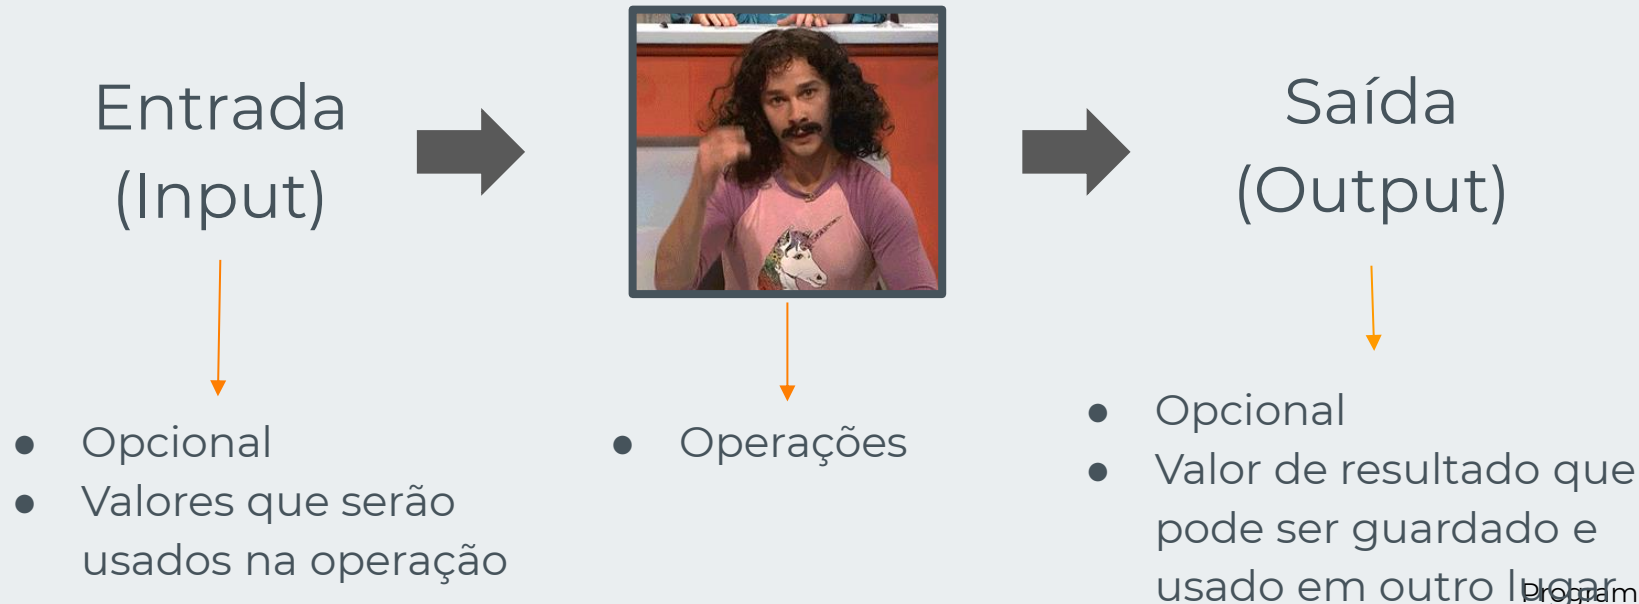 Entrada
(Input)
Saída
(Output)
● Opcional
● Valores que serão
usados na operação
● Operações
● Opcional
● Valor de resultado que
pode ser guardado e
usado em outro lugar
Program